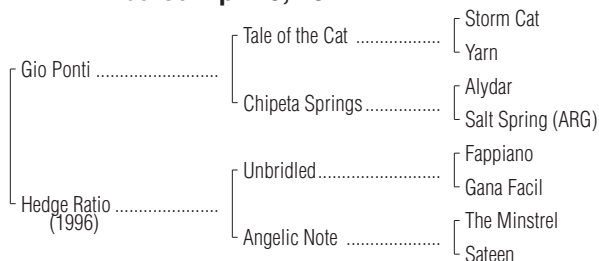 Storm Cat
Tale of the Cat ..................
Yarn
Gio Ponti ..........................
Alydar
Chipeta Springs ................
Salt Spring (ARG)
Fappiano
Unbridled ..........................
Gana Facil
Hedge Ratio ......................
(1996)
The Minstrel
Angelic Note ....................
Sateen